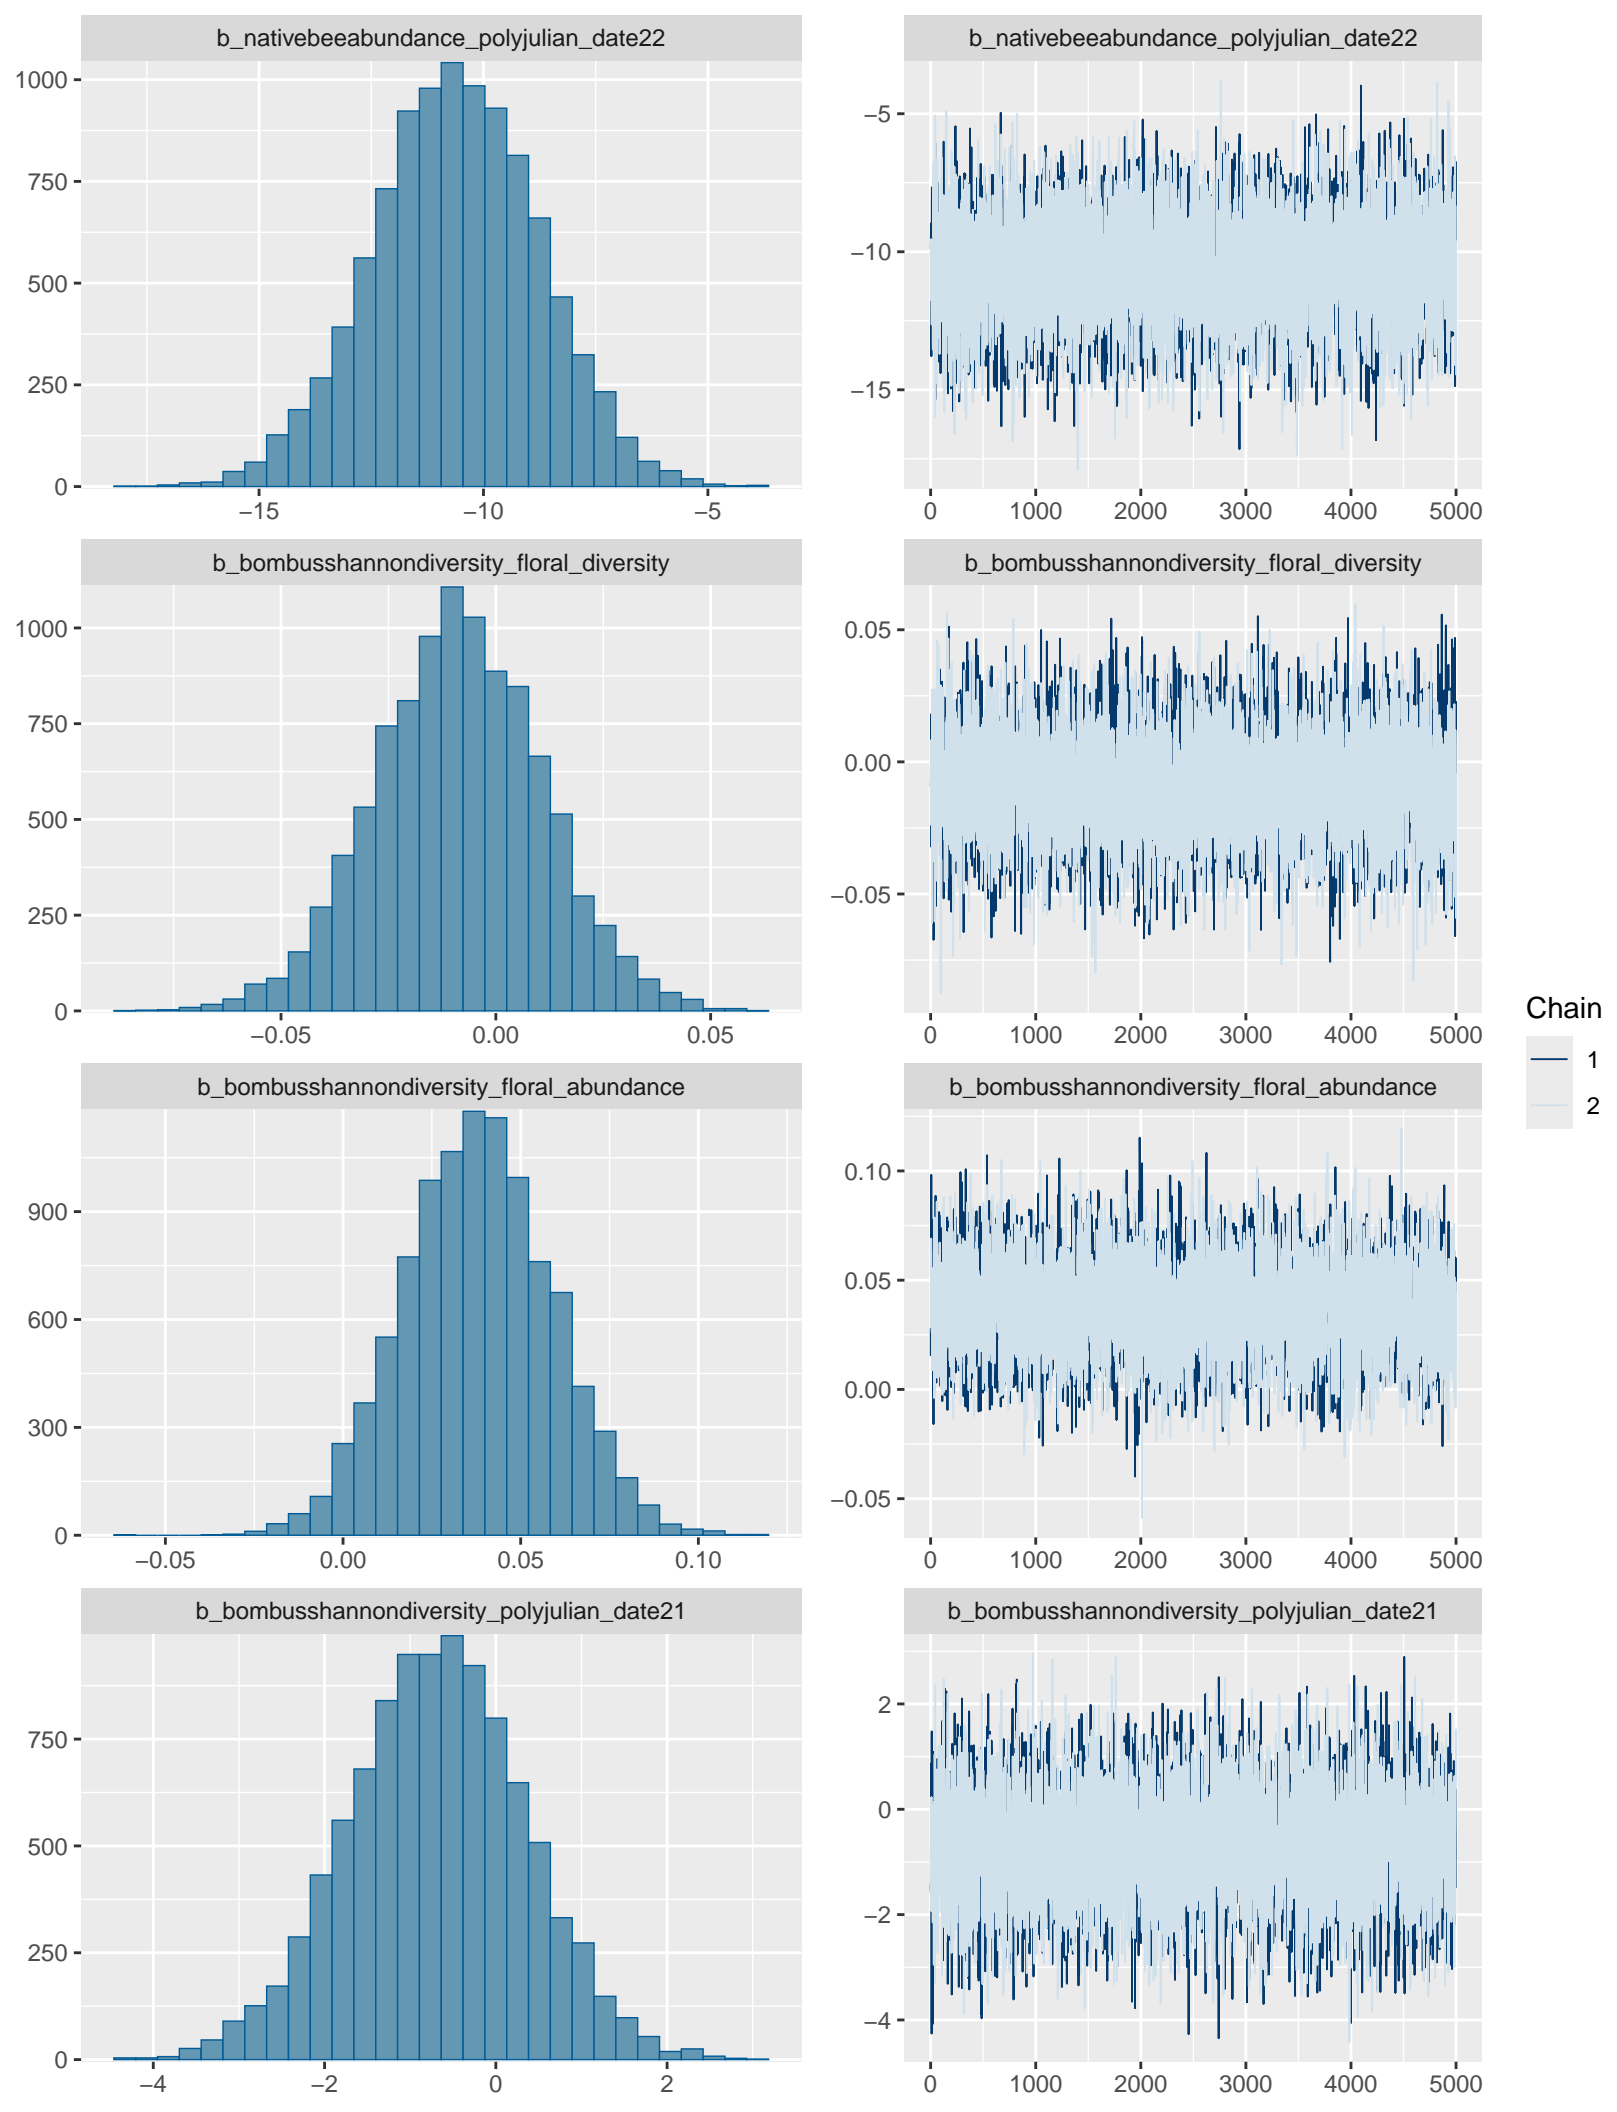 b_nativebeeabundance_polyjulian_date22
1000
750
500
250
0
−15 −10 −5
b_nativebeeabundance_polyjulian_date22
−5
−10
−15
0 1000 2000 3000 4000 5000
b_bombusshannondiversity_floral_diversity
1000
750
500
250
0
−0.05 0.00 0.05
b_bombusshannondiversity_floral_diversity
0.05
0.00
−0.05
0 1000 2000 3000 4000 5000
b_bombusshannondiversity_floral_abundance
900
600
300
0
−0.05 0.00 0.05 0.10
b_bombusshannondiversity_floral_abundance
0.10
0.05
0.00
−0.05
0 1000 2000 3000 4000 5000
b_bombusshannondiversity_polyjulian_date21
750
500
250
0
−4 −2 0 2
b_bombusshannondiversity_polyjulian_date21
2
0
−2
−4
0 1000 2000 3000 4000 5000
Chain
1
2